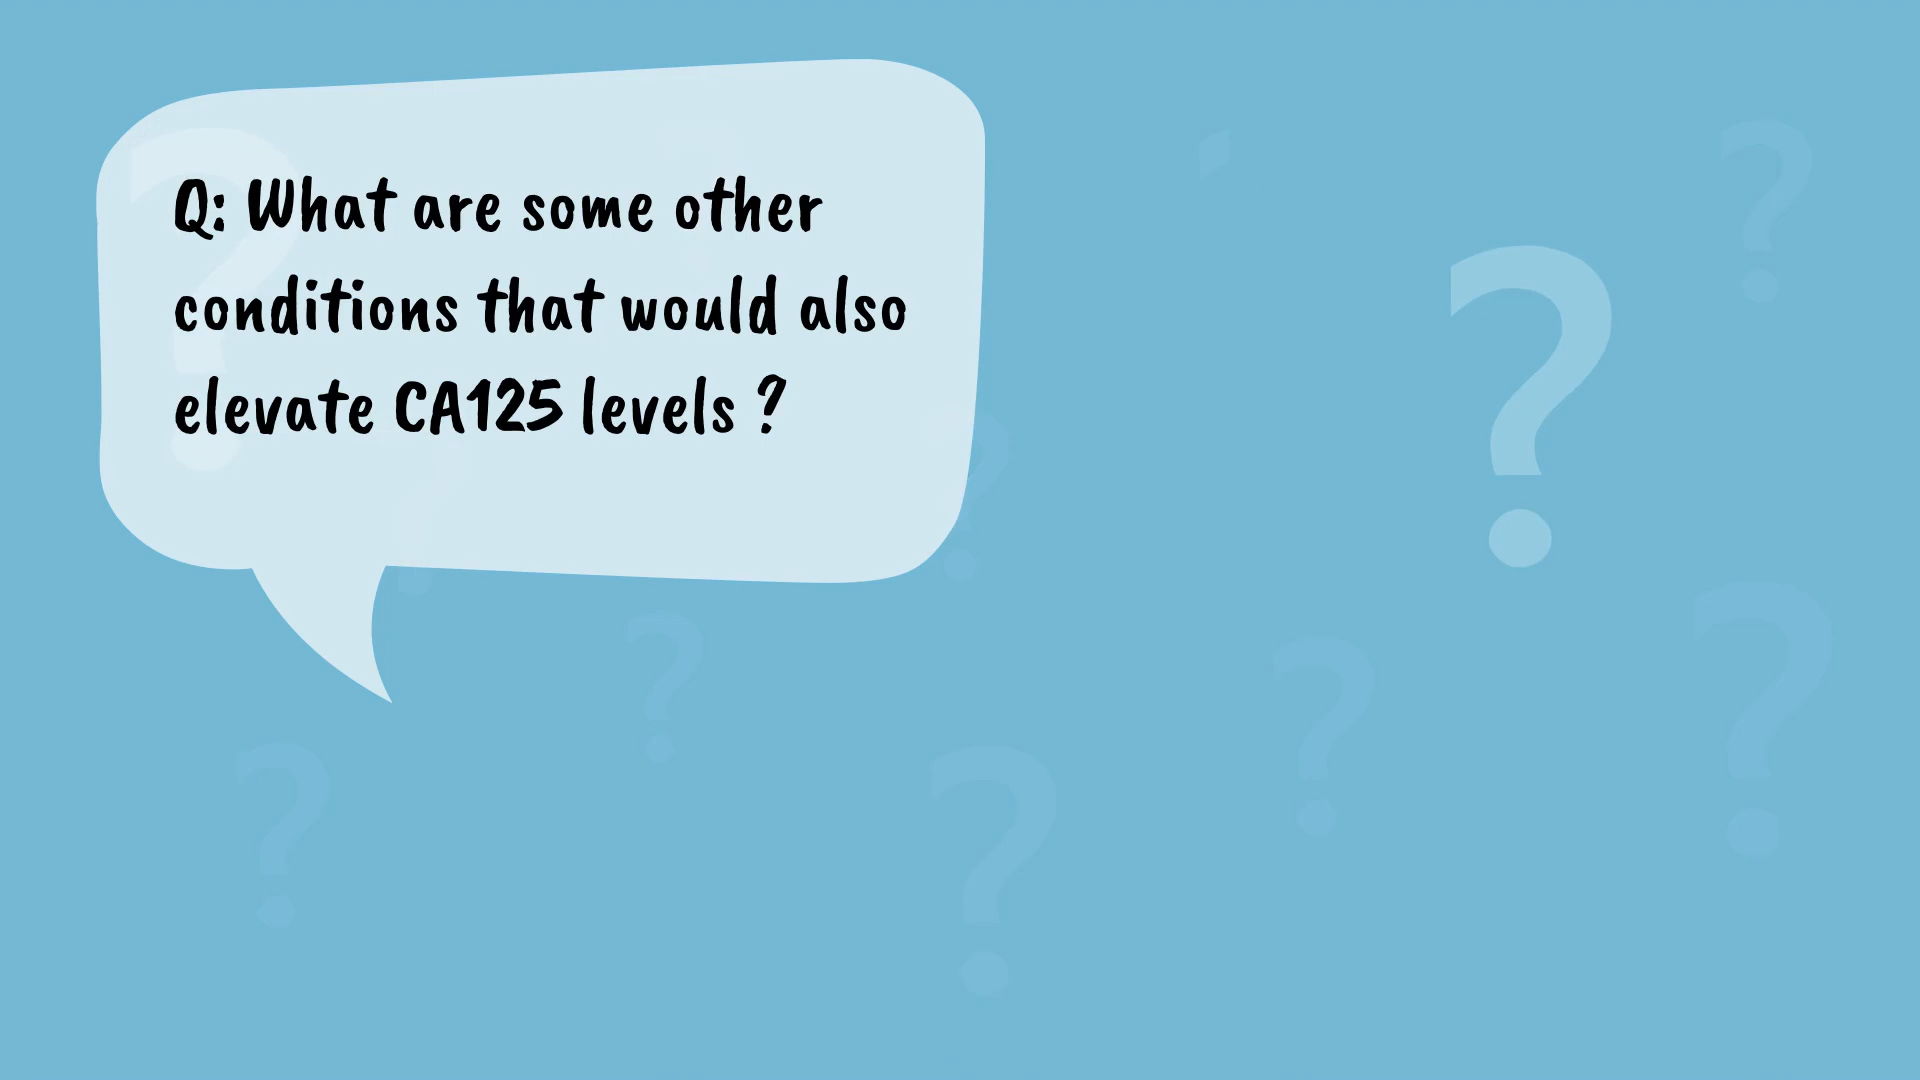 Q: What are some other
conditions that would also
elevate CA125 levels ?